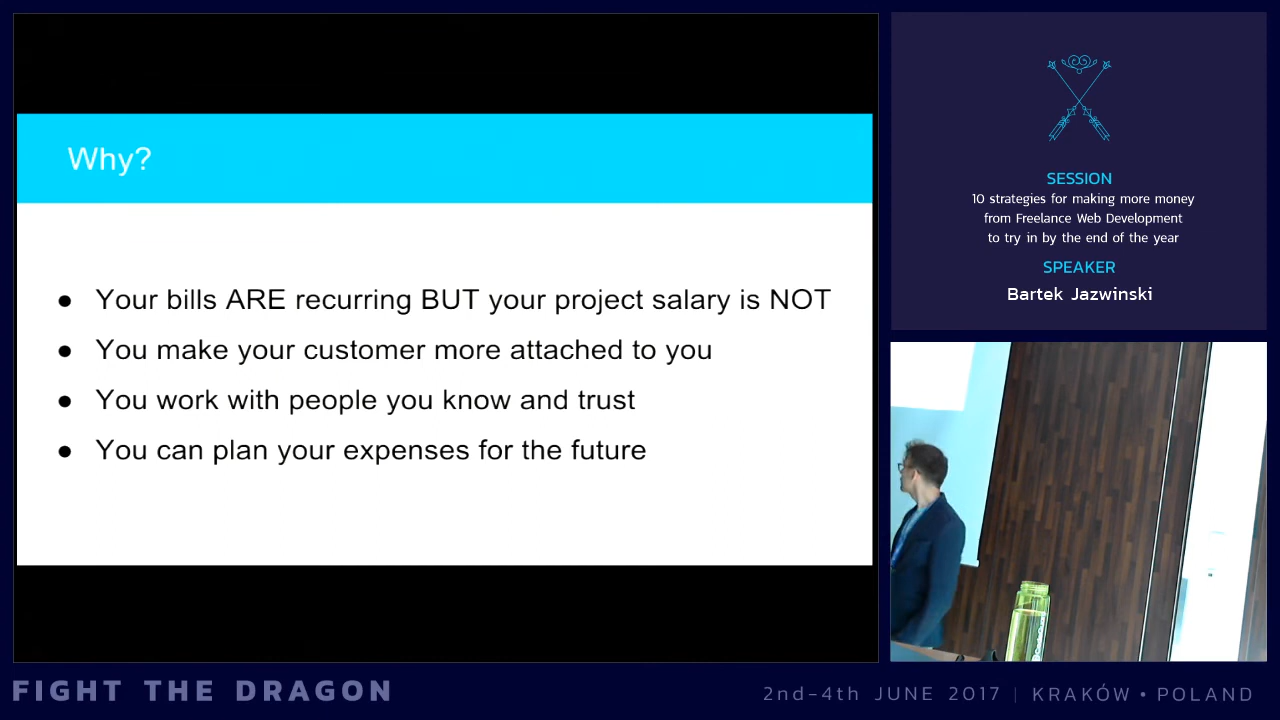 Why?
● Your bills ARE recurring BUT your project salary is NOT
● You make your customer more attached to you
● You work with people you know and trust
● You can plan your expenses for the future
SESSION
10 strategies for making more money
from Freelance Web Development
to try in by the end of the year
SPEAKER
Bartek Jazwinski
FIGHT THE DRAGON
2nd-4th JUNE 2017 | KRAKÓW • POLAND